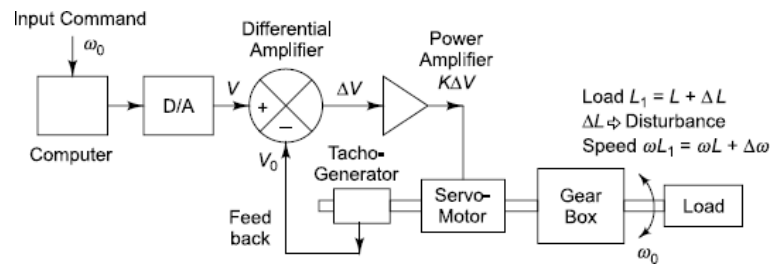 Input Command
ω0
Computer
D/A
V
Differential
Amplifier
+
−
V0
ΔV
Power
Amplifier
KΔV
Load L1 = L + ΔL
ΔL ⇨ Disturbance
Speed ωL1 = ωL + Δω
Tacho-
Generator
Feed
back
Servo-
Motor
Gear
Box
Load
ω0